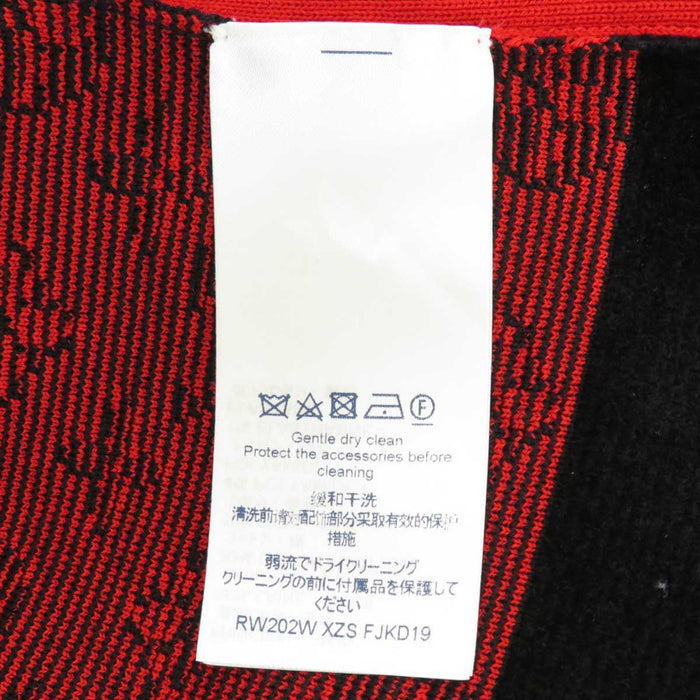 F
Gentle dry clean
Protect the accessories before
cleaning
缓和干洗
清洗前请对配饰部分采取有效的保护
措施
弱流でドライクリーニング
クリーニングの前に付属品を保護して
ください
RW202W XZS FJKD19